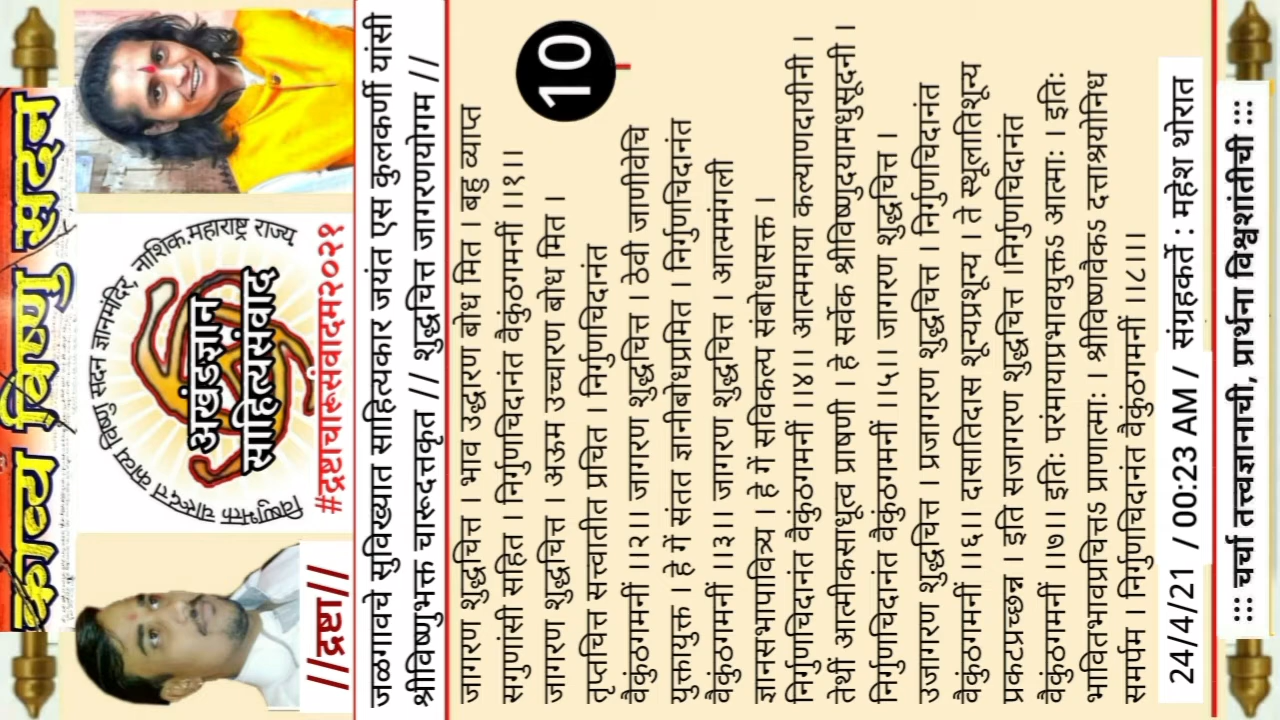 काव्य विष्णु सदन
विष्णुभक्त चारूदत्त काव्य विष्णु सदन ज्ञानमंदिर, नाशिक.महाराष्ट्र राज्य
अखंडज्ञान
साहित्यसंवाद
//द्रष्टा//
#द्रष्टाचारूसंवादम२०२१
जळगावचे सुविख्यात साहित्यकार जयंत एस कुलकर्णी यांसी
श्रीविष्णुभक्त चारूदत्तकृत // शुद्धचित्त जागरणयोगम //
10
जागरण शुद्धचित्त । भाव उद्धारण बोध मित । बहु व्याप्त
सगुणांसी सहित । निर्गुणचिदानंत वैकुंठगमनीं ।।१।।
जागरण शुद्धचित्त । अऊम उच्चारण बोध मित ।
तृप्तचित्त सत्त्वातीत प्रचित । निर्गुणचिदानंत
वैकुंठगमनीं ।।२।। जागरण शुद्धचित्त । ठेवी जाणीवेचि
युक्तायुक्त । हे गें संतत ज्ञानीबोधप्रमित । निर्गुणचिदानंत
वैकुंठगमनीं ।।३।। जागरण शुद्धचित्त । आत्ममंगली
ज्ञानसभापावित्र्य । हे गें सविकल्प संबोधासक्त ।
निर्गुणचिदानंत वैकुंठगमनीं ।।४।। आत्ममाया कल्याणदायीनी ।
तेथीं आत्मीकसाधूत्व प्राषणी । हे सर्वेक श्रीविष्णुदयामधुसूदनी ।
निर्गुणचिदानंत वैकुंठगमनीं ।।५।। जागरण शुद्धचित्त ।
उजागरण शुद्धचित्त । प्रजागरण शुद्धचित्त । निर्गुणचिदानंत
वैकुंठगमनीं ।।६।। दासातिदास शून्यप्रशून्य । ते स्थूलातिशून्य
प्रकटप्रच्छन्न । इति सजागरण शुद्धचित्त ।निर्गुणचिदानंत
वैकुंठगमनीं ।।७।। इति: परंमायाप्रभावयुक्तऽ आत्मा: । इति:
भावितभावप्रचित्तऽ प्राणात्मा: । श्रीविष्णवैकऽ दत्ताश्रयोनिध
समर्पम । निर्गुणचिदानंत वैकुंठगमनीं ।।८।।
24/4/21 / 00:23 AM / संग्रहकर्ते : महेश थोरात
::: चर्चा तत्त्वज्ञानाची, प्रार्थना विश्वशांतीची :::